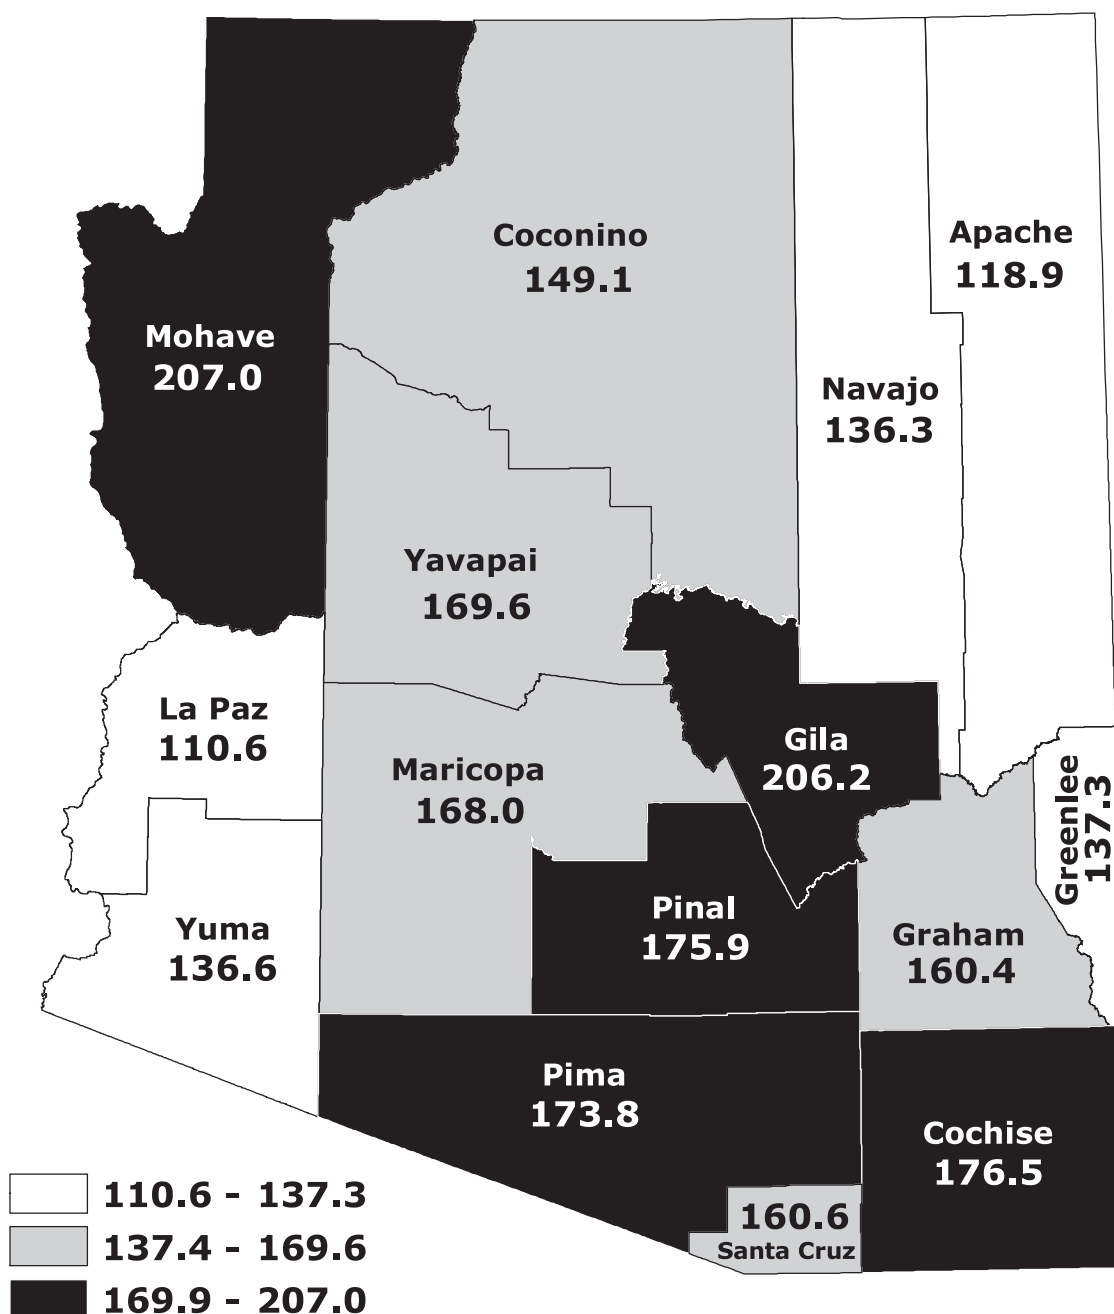 Coconino
149.1
Apache
118.9
Mohave
207.0
Navajo
136.3
Yavapai
169.6
La Paz
110.6
Maricopa
168.0
Gila
206.2
Greenlee
137.3
Yuma
136.6
Pinal
175.9
Graham
160.4
Pima
173.8
Cochise
176.5
160.6
Santa Cruz
110.6 - 137.3
137.4 - 169.6
169.9 - 207.0